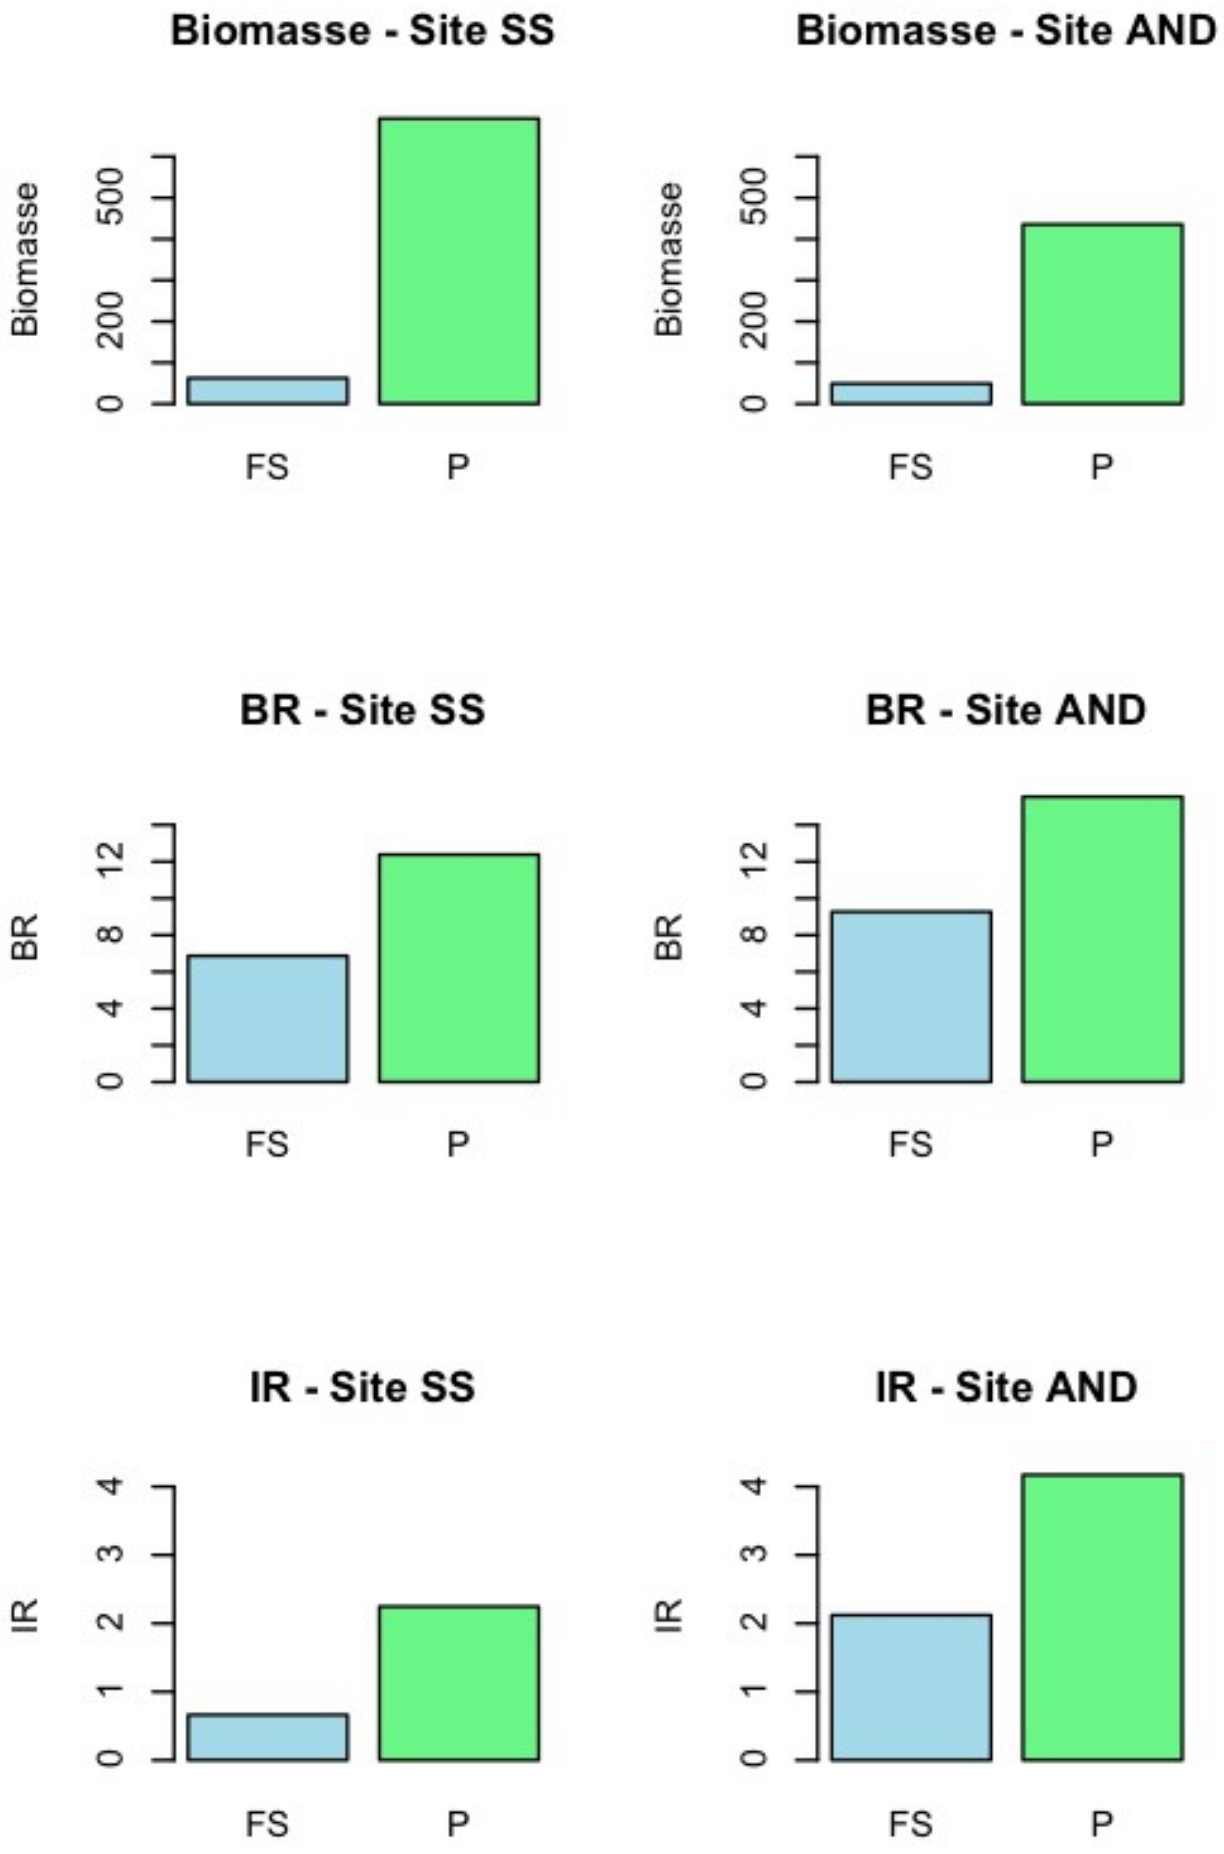 Biomasse - Site SS
Biomasse
500
200
0
FS P
Biomasse - Site AND
Biomasse
500
200
0
FS P
BR - Site SS
BR
12
8
4
0
FS P
BR - Site AND
BR
12
8
4
0
FS P
IR - Site SS
IR
4
3
2
1
0
FS P
IR - Site AND
IR
4
3
2
1
0
FS P